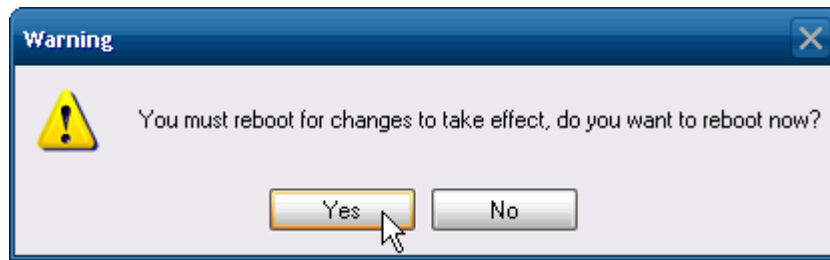 Warning
You must reboot for changes to take effect, do you want to reboot now?
Yes
No